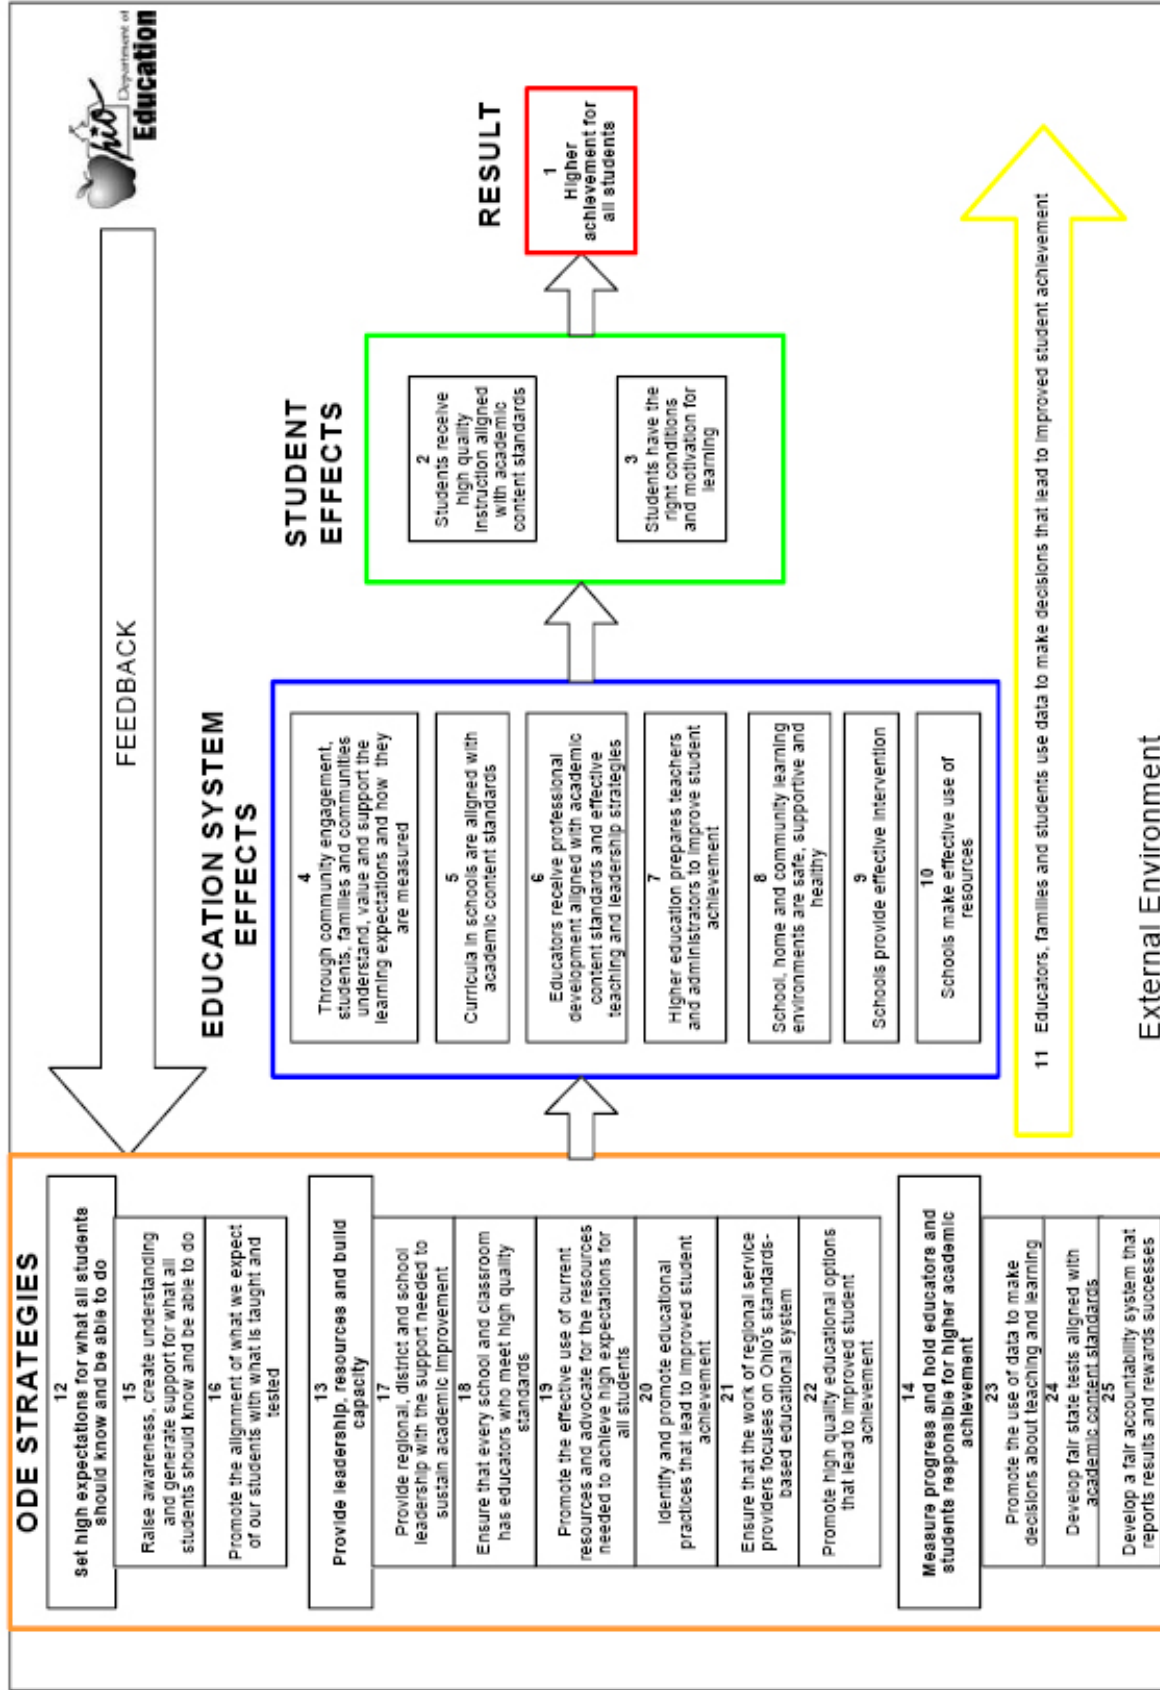 Ohio
Department of
Education
FEEDBACK
ODE STRATEGIES
12
Set high expectations for what all students
should know and be able to do
15
Raise awareness, create understanding
and generate support for what all
students should know and be able to do
16
Promote the alignment of what we expect
of our students with what is taught and
tested
13
Provide leadership, resources and build
capacity
17
Provide regional, district and school
leadership with the support needed to
sustain academic improvement
18
Ensure that every school and classroom
has educators who meet high quality
standards
19
Promote the effective use of current
resources and advocate for the resources
needed to achieve high expectations for
all students
20
Identify and promote educational
practices that lead to improved student
achievement
21
Ensure that the work of regional service
providers focuses on Ohio's standards-
based educational system
22
Promote high quality educational options
that lead to improved student
achievement
14
Measure progress and hold educators and
students responsible for higher academic
achievement
23
Promote the use of data to make
decisions about teaching and learning
24
Develop fair state tests aligned with
academic content standards
25
Develop a fair accountability system that
reports results and rewards successes
EDUCATION SYSTEM
EFFECTS
4
Through community engagement,
students, families and communities
understand, value and support the
learning expectations and how they
are measured
5
Curricula in schools are aligned with
academic content standards
6
Educators receive professional
development aligned with academic
content standards and effective
teaching and leadership strategies
7
Higher education prepares teachers
and administrators to improve student
achievement
8
School, home and community learning
environments are safe, supportive and
healthy
9
Schools provide effective intervention
10
Schools make effective use of
resources
STUDENT
EFFECTS
2
Students receive
high quality
instruction aligned
with academic
content standards
3
Students have the
right conditions
and motivation for
learning
RESULT
1
Higher
achievement for
all students
11 Educators, families and students use data to make decisions that lead to improved student achievement
External Environment